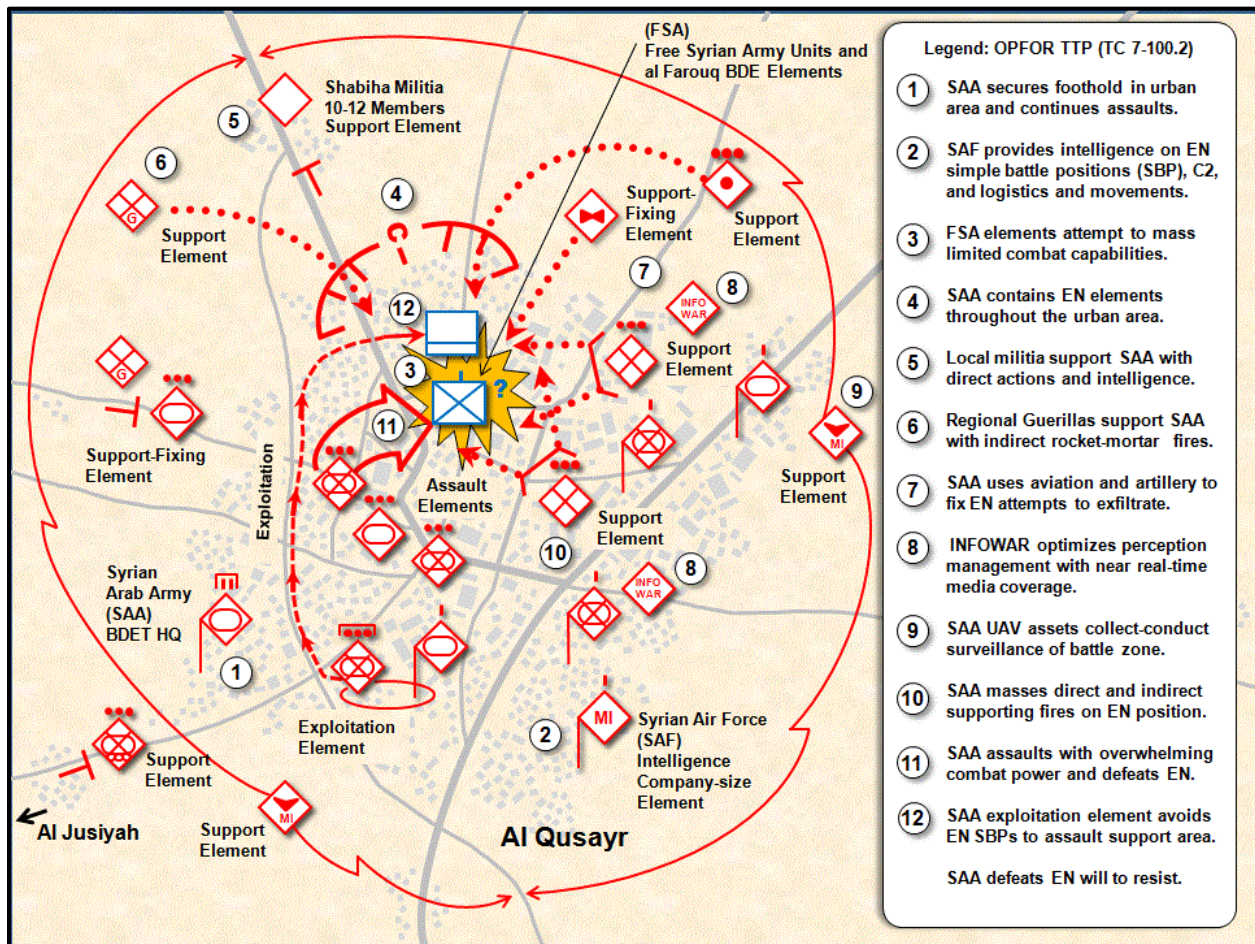 (FSA)
Free Syrian Army Units and
al Farouq BDE Elements
Shabiha Militia
10-12 Members
Support Element
5
6
G
Support
Element
4
C
Support-
Fixing
Element
Support
Element
7
8
INFO
WAR
Support
Element
12
3
?
11
9
MI
Support
Element
G
Support-Fixing
Element
Exploitation
Assault
Elements
Support
Element
10
8
INFO
WAR
Syrian
Arab Army
(SAA)
BDET HQ
1
Exploitation
Element
2
MI
Syrian Air Force
(SAF)
Intelligence
Company-size
Element
Support
Element
MI
Support
Element
Al Jusiyah
Al Qusayr
Legend: OPFOR TTP (TC 7-100.2)
1 SAA secures foothold in urban
area and continues assaults.
2 SAF provides intelligence on EN
simple battle positions (SBP), C2,
and logistics and movements.
3 FSA elements attempt to mass
limited combat capabilities.
4 SAA contains EN elements
throughout the urban area.
5 Local militia support SAA with
direct actions and intelligence.
6 Regional Guerillas support SAA
with indirect rocket-mortar fires.
7 SAA uses aviation and artillery to
fix EN attempts to exfiltrate.
8 INFOWAR optimizes perception
management with near real-time
media coverage.
9 SAA UAV assets collect-conduct
surveillance of battle zone.
10 SAA masses direct and indirect
supporting fires on EN position.
11 SAA assaults with overwhelming
combat power and defeats EN.
12 SAA exploitation element avoids
EN SBPs to assault support area.
SAA defeats EN will to resist.